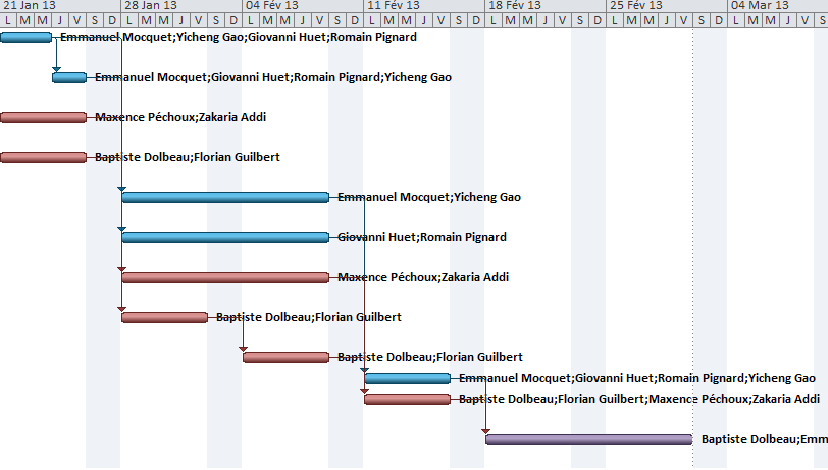 21 Jan 13 28 Jan 13 04 Fév 13 11 Fév 13 18 Fév 13 25 Fév 13 04 Mar 13
L M M J V S D L M M J V S D L M M J V S D L M M J V S D L M M J V S D L M M J V S D L M M J V S
Emmanuel Mocquet;Yicheng Gao;Giovanni Huet;Romain Pignard
Emmanuel Mocquet;Giovanni Huet;Romain Pignard;Yicheng Gao
Maxence Péchoux;Zakaria Addi
Baptiste Dolbeau;Florian Guilbert
Emmanuel Mocquet;Yicheng Gao
Giovanni Huet;Romain Pignard
Maxence Péchoux;Zakaria Addi
Baptiste Dolbeau;Florian Guilbert
Baptiste Dolbeau;Florian Guilbert
Emmanuel Mocquet;Giovanni Huet;Romain Pignard;Yicheng Gao
Baptiste Dolbeau;Florian Guilbert;Maxence Péchoux;Zakaria Addi
Baptiste Dolbeau;Emm